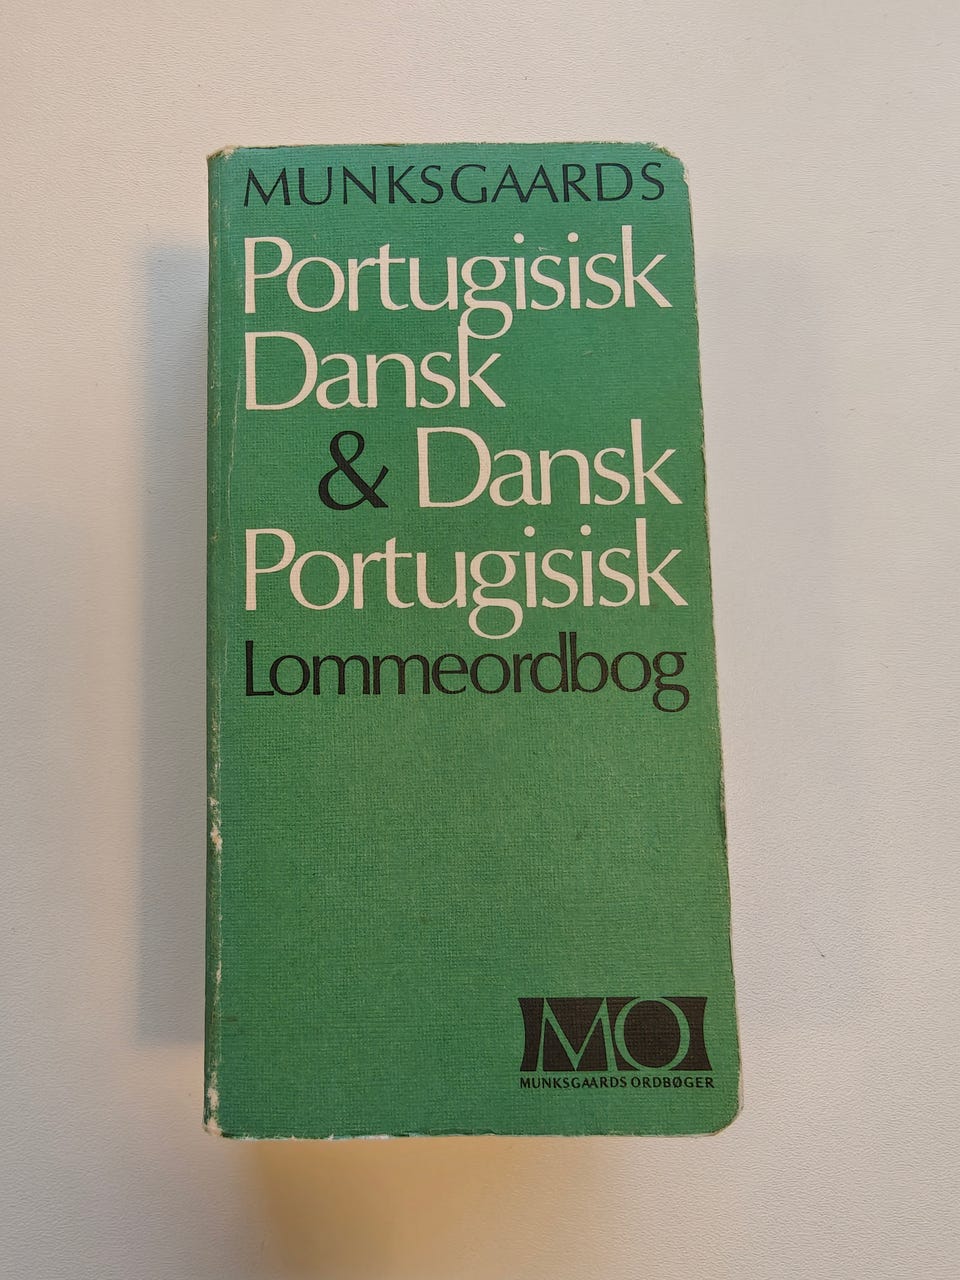 MUNKSGAARDS
Portugisisk
Dansk
& Dansk
Portugisisk
Lommeordbog
MO
MUNKSGAARDS ORDBØGER